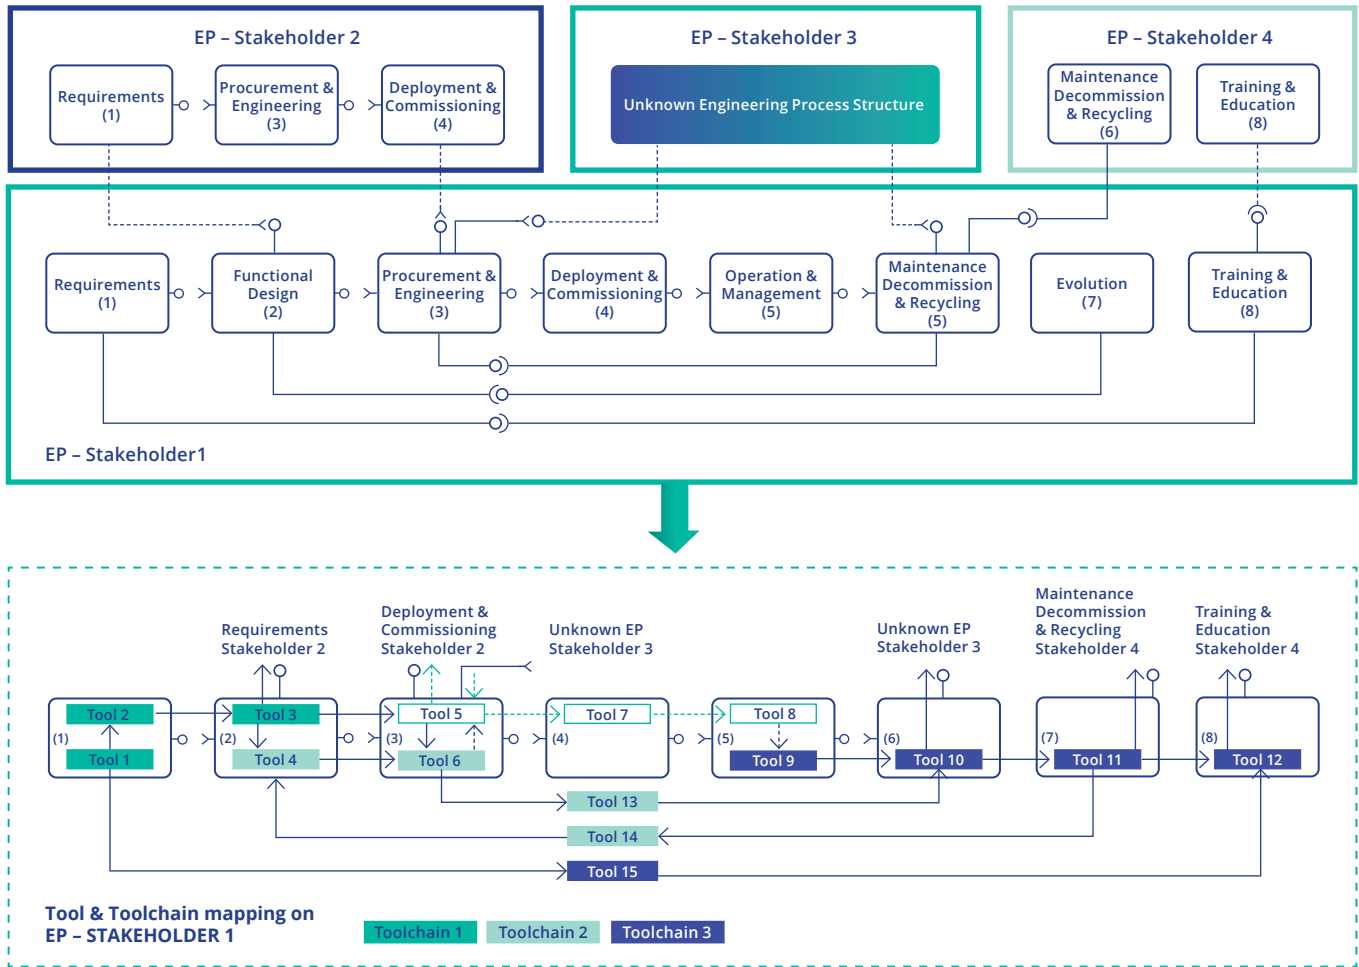 EP – Stakeholder 2
Requirements
(1)
Procurement &
Engineering
(3)
Deployment &
Commissioning
(4)
EP – Stakeholder 3
Unknown Engineering Process Structure
EP – Stakeholder 4
Maintenance
Decommission
& Recycling
(6)
Training &
Education
(8)
Requirements
(1)
Functional
Design
(2)
Procurement &
Engineering
(3)
Deployment &
Commissioning
(4)
Operation &
Management
(5)
Maintenance
Decommission
& Recycling
(5)
Evolution
(7)
Training &
Education
(8)
EP – Stakeholder1
Requirements
Stakeholder 2
Deployment &
Commissioning
Stakeholder 2
Unknown EP
Stakeholder 3
Unknown EP
Stakeholder 3
Maintenance
Decommission
& Recycling
Stakeholder 4
Training &
Education
Stakeholder 4
Tool 2
(1)
Tool 1
Tool 3
(2)
Tool 4
Tool 5
(3)
Tool 6
Tool 7
(4)
Tool 8
(5)
Tool 9
(6)
Tool 10
(7)
Tool 11
(8)
Tool 12
Tool 13
Tool 14
Tool 15
Tool & Toolchain mapping on
EP – STAKEHOLDER 1
Toolchain 1
Toolchain 2
Toolchain 3